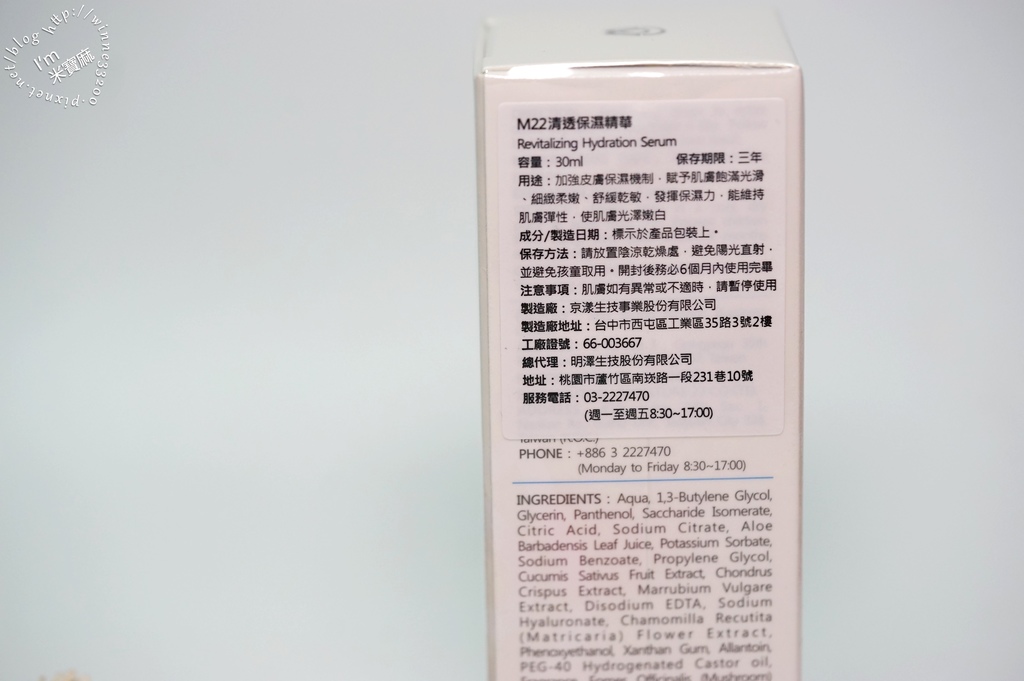 I'm
米寶麻
http://winne33200.pixnet.net/blog
M22清透保濕精華
Revitalizing Hydration Serum
容量：30ml 保存期限：三年
用途：加強皮膚保濕機制，賦予肌膚飽滿光滑
、細緻柔嫩、舒緩乾敏，發揮保濕力，能維持
肌膚彈性，使肌膚光澤嫩白
成分/製造日期：標示於產品包裝上。
保存方法：請放置陰涼乾燥處，避免陽光直射，
並避免孩童取用。開封後務必6個月內使用完畢
注意事項：肌膚如有異常或不適時，請暫停使用
製造廠：京漾生技事業股份有限公司
製造廠地址：台中市西屯區工業區35路3號2樓
工廠證號：66-003667
總代理：明澤生技股份有限公司
地址：桃園市蘆竹區南崁路一段231巷10號
服務電話：03-2227470
(週一至週五8:30~17:00)
Taiwan (R.O.C.)
PHONE : +886 3 2227470
(Monday to Friday 8:30~17:00)
INGREDIENTS : Aqua, 1,3-Butylene Glycol,
Glycerin, Panthenol, Saccharide Isomerate,
Citric Acid, Sodium Citrate, Aloe
Barbadensis Leaf Juice, Potassium Sorbate,
Sodium Benzoate, Propylene Glycol,
Cucumis Sativus Fruit Extract, Chondrus
Crispus Extract, Marrubium Vulgare
Extract, Disodium EDTA, Sodium
Hyaluronate, Chamomilla Recutita
(Matricaria) Flower Extract,
Phenoxyethanol, Xanthan Gum, Allantoin,
PEG-40 Hydrogenated Castor oil,
Fragrance, Fomes Officinalis (Mushroom)